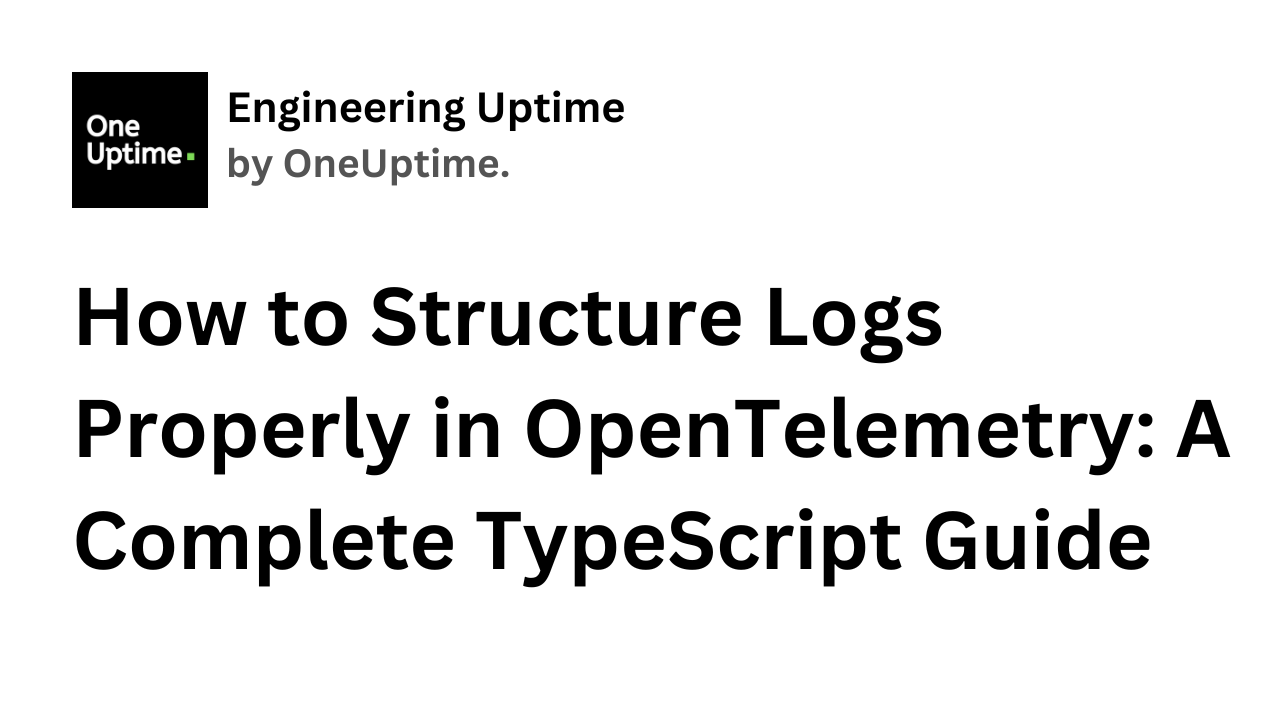 One
Uptime.
Engineering Uptime
by OneUptime.
How to Structure Logs
Properly in OpenTelemetry: A
Complete TypeScript Guide